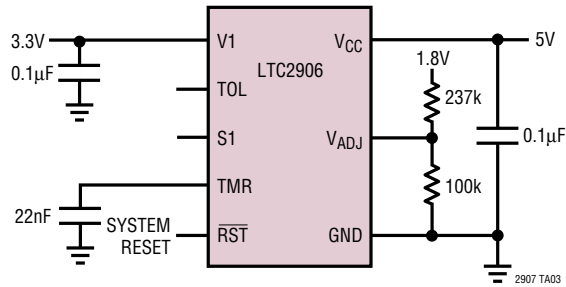 3.3V
0.1µF
22nF
SYSTEM
RESET
V1
TOL
S1
TMR
RST
LTC2906
VCC
VADJ
GND
1.8V
237k
100k
5V
0.1µF
2907 TA03